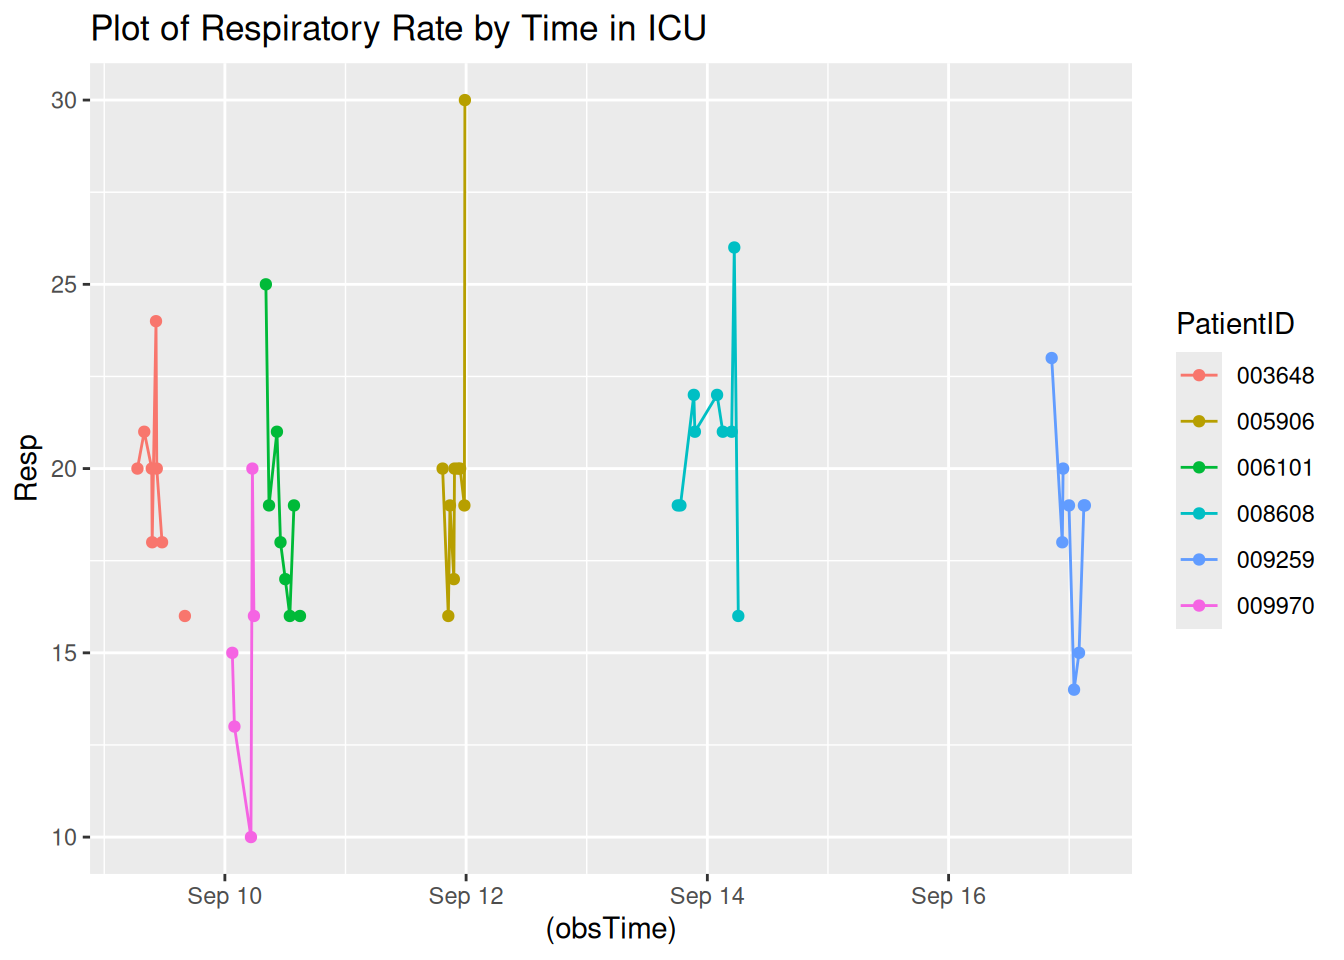 Plot of Respiratory Rate by Time in ICU
Resp
30
25
20
15
10
Sep 10 Sep 12 Sep 14 Sep 16
(obsTime)
PatientID
003648
005906
006101
008608
009259
009970